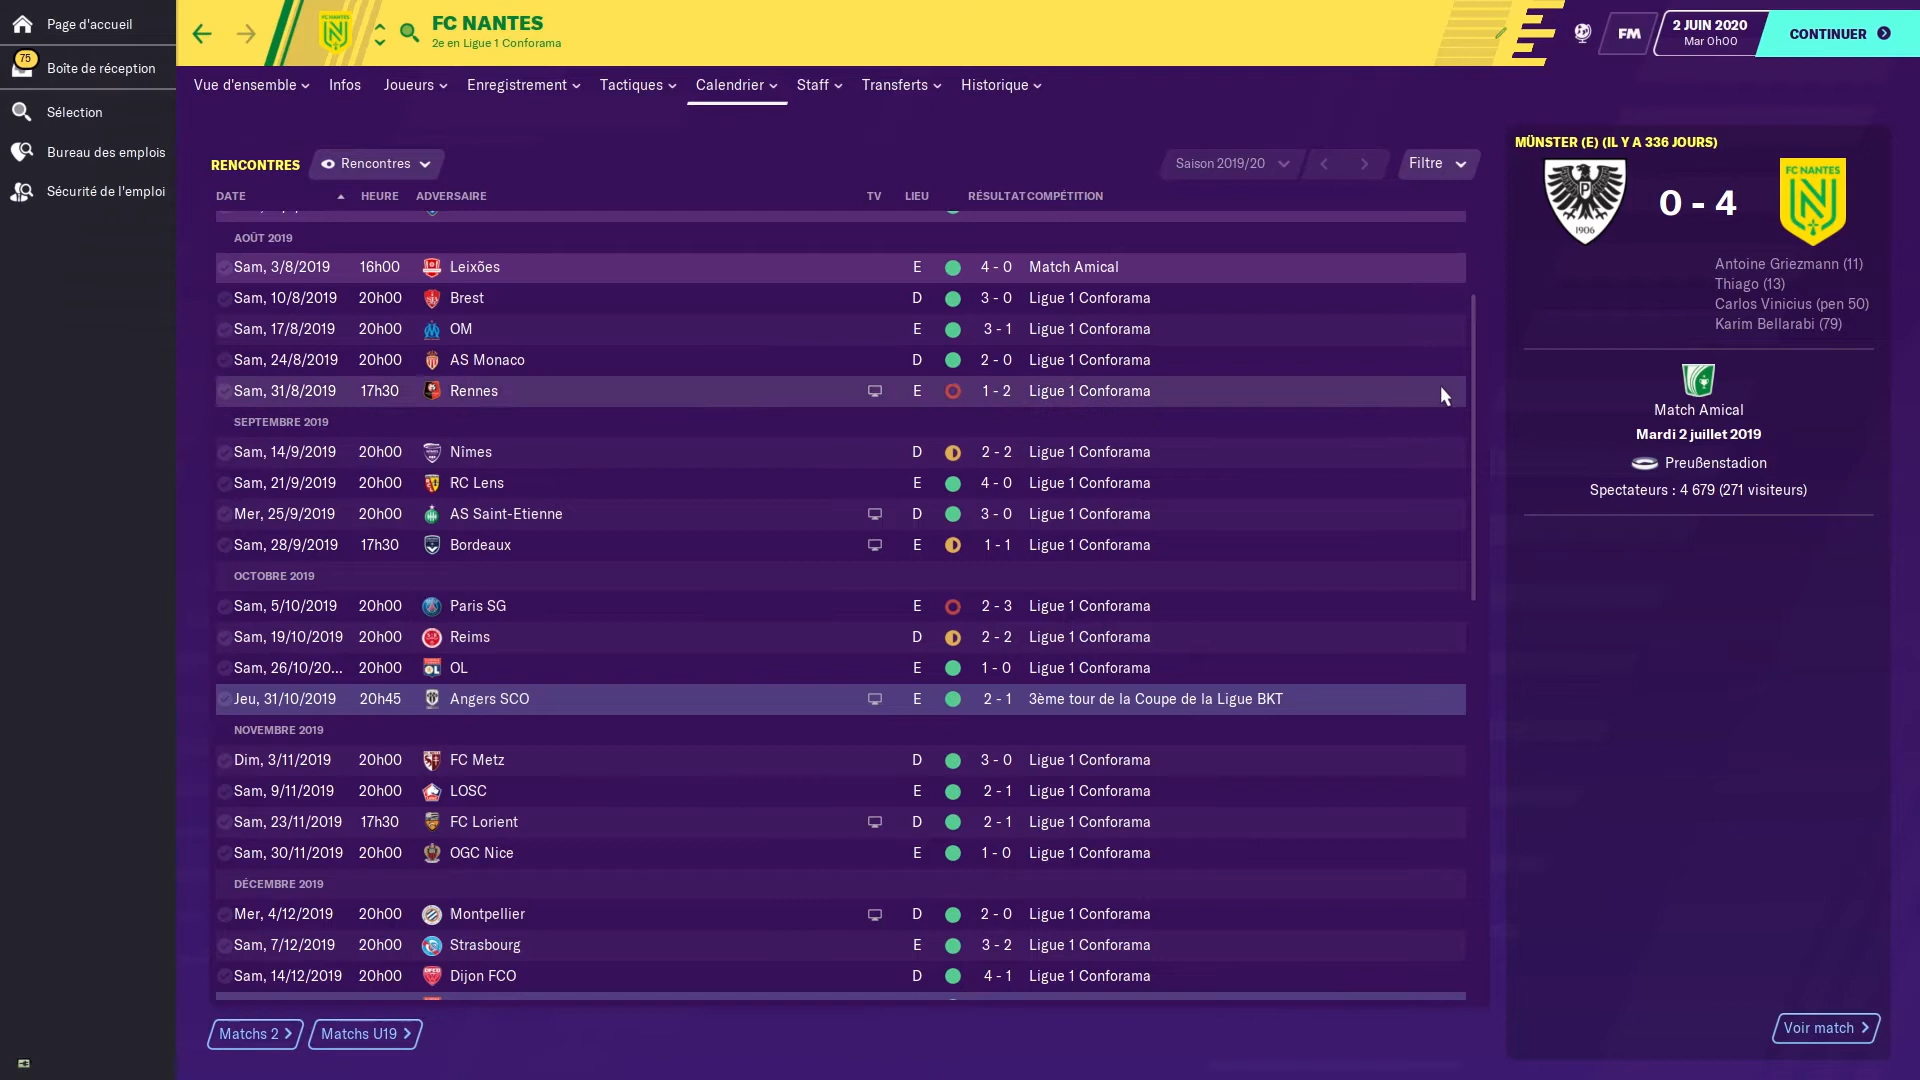 Page d'accueil
75
Boîte de réception
Sélection
Bureau des emplois
Sécurité de l'emploi
FC NANTES
FC NANTES
2e en Ligue 1 Conforama
FM
2 JUIN 2020
Mar 0h00
CONTINUER
Vue d'ensemble Infos Joueurs Enregistrement Tactiques Calendrier Staff Transferts Historique
RENCONTRES Rencontres Saison 2019/20 Filtre
DATE HEURE ADVERSAIRE TV LIEU RÉSULTAT COMPÉTITION
AOÛT 2019
Sam, 3/8/2019 16h00 Leixões E 4 - 0 Match Amical
Sam, 10/8/2019 20h00 Brest D 3 - 0 Ligue 1 Conforama
Sam, 17/8/2019 20h00 OM E 3 - 1 Ligue 1 Conforama
Sam, 24/8/2019 20h00 AS Monaco D 2 - 0 Ligue 1 Conforama
Sam, 31/8/2019 17h30 Rennes E 1 - 2 Ligue 1 Conforama
SEPTEMBRE 2019
Sam, 14/9/2019 20h00 Nîmes D 2 - 2 Ligue 1 Conforama
Sam, 21/9/2019 20h00 RC Lens E 4 - 0 Ligue 1 Conforama
Mer, 25/9/2019 20h00 AS Saint-Etienne D 3 - 0 Ligue 1 Conforama
Sam, 28/9/2019 17h30 Bordeaux E 1 - 1 Ligue 1 Conforama
OCTOBRE 2019
Sam, 5/10/2019 20h00 Paris SG E 2 - 3 Ligue 1 Conforama
Sam, 19/10/2019 20h00 Reims D 2 - 2 Ligue 1 Conforama
Sam, 26/10/20... 20h00 OL E 1 - 0 Ligue 1 Conforama
Jeu, 31/10/2019 20h45 Angers SCO E 2 - 1 3ème tour de la Coupe de la Ligue BKT
NOVEMBRE 2019
Dim, 3/11/2019 20h00 FC Metz D 3 - 0 Ligue 1 Conforama
Sam, 9/11/2019 20h00 LOSC E 2 - 1 Ligue 1 Conforama
Sam, 23/11/2019 17h30 FC Lorient D 2 - 1 Ligue 1 Conforama
Sam, 30/11/2019 20h00 OGC Nice E 1 - 0 Ligue 1 Conforama
DÉCEMBRE 2019
Mer, 4/12/2019 20h00 Montpellier D 2 - 0 Ligue 1 Conforama
Sam, 7/12/2019 20h00 Strasbourg E 3 - 2 Ligue 1 Conforama
Sam, 14/12/2019 20h00 Dijon FCO D 4 - 1 Ligue 1 Conforama
Matchs 2 Matchs U19
MÜNSTER (E) (IL Y A 336 JOURS)
P
1906
0 - 4
FC NANTES
Antoine Griezmann (11)
Thiago (13)
Carlos Vinicius (pen 50)
Karim Bellarabi (79)
Match Amical
Mardi 2 juillet 2019
Preußenstadion
Spectateurs : 4 679 (271 visiteurs)
Voir match